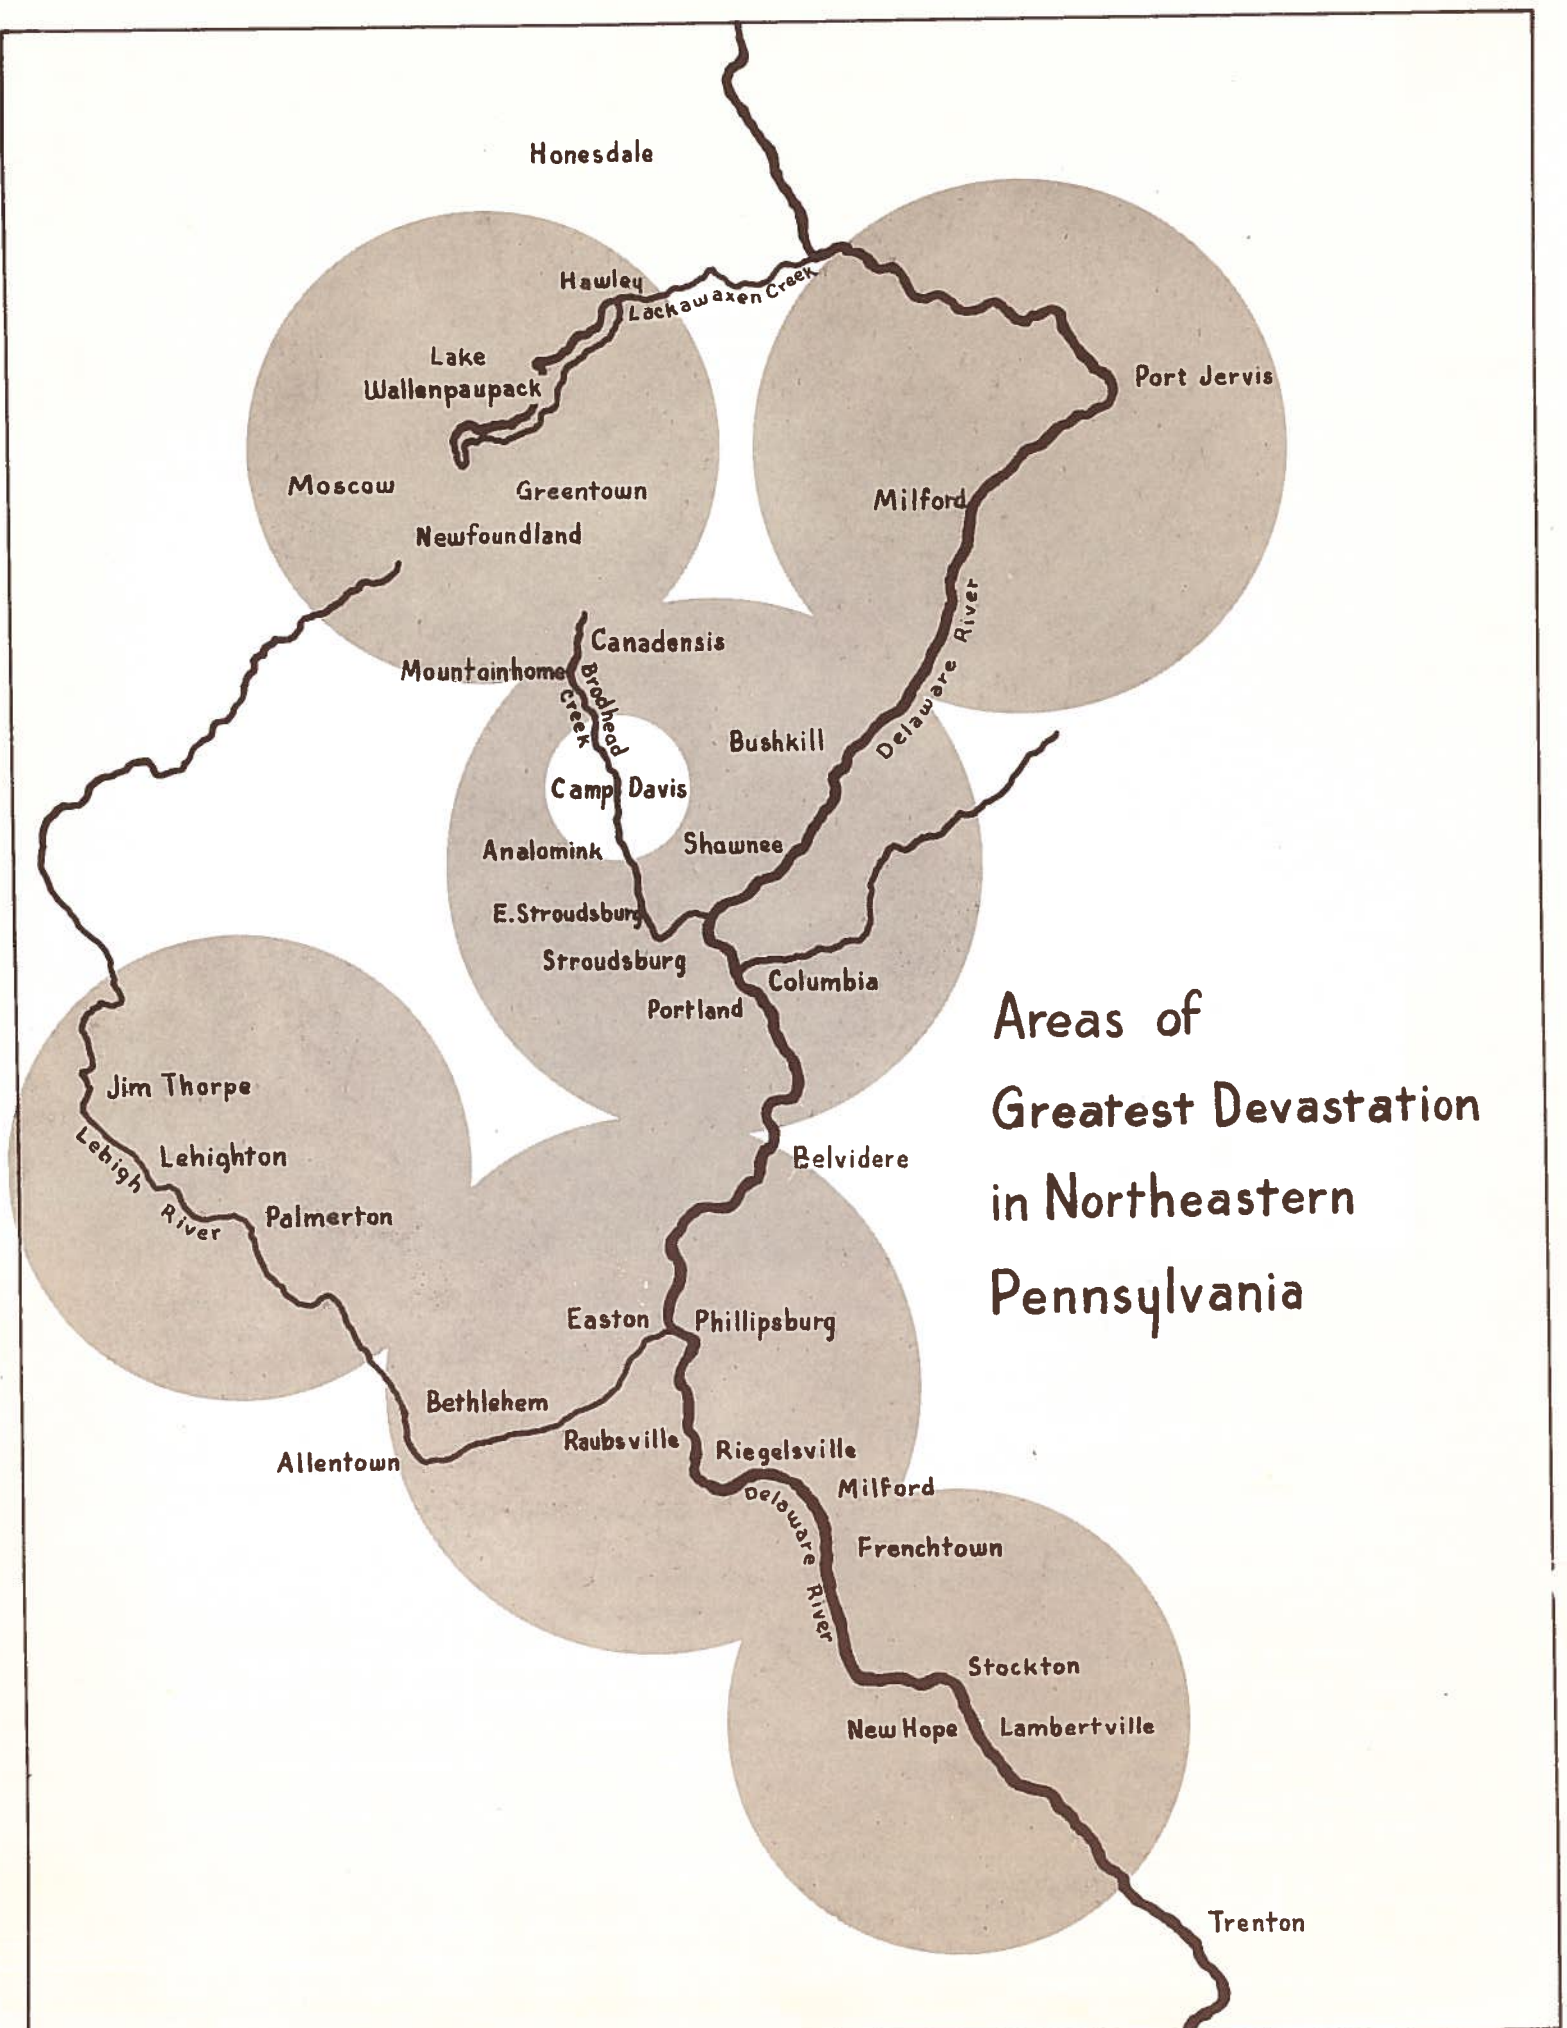 Honesdale
Hawley
Lackawaxen Creek
Lake
Wallenpaupack
Port Jervis
Moscow
Greentown
Milford
Newfoundland
Delaware River
Canadensis
Mountainhome
Brodhead
Creek
Bushkill
Camp Davis
Analomink
Shawnee
E. Stroudsburg
Stroudsburg
Columbia
Portland
Areas of
Greatest Devastation
in Northeastern
Pennsylvania
Jim Thorpe
Lehighton
Lehigh
River
Palmerton
Belvidere
Easton
Phillipsburg
Bethlehem
Allentown
Raubsville
Riegelsville
Milford
Delaware River
Frenchtown
Stockton
New Hope
Lambertville
Trenton